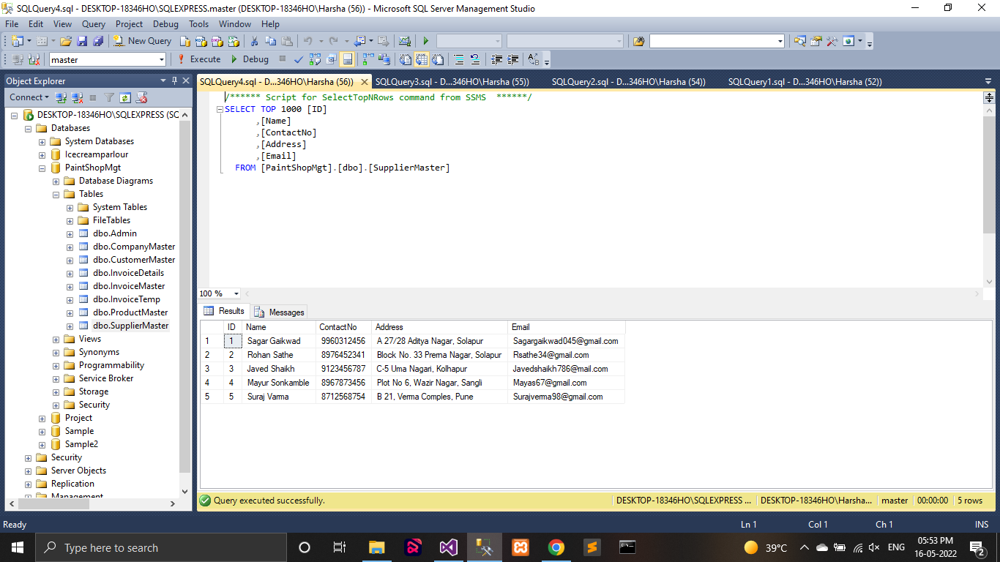 SQLQuery4.sql - DESKTOP-18346HO\SQLEXPRESS.master (DESKTOP-18346HO\Harsha (56)) - Microsoft SQL Server Management Studio
File Edit View Query Project Debug Tools Window Help
New Query
master Execute Debug
Object Explorer
Connect
DESKTOP-18346HO\SQLEXPRESS (SC
Databases
System Databases
Icecreamparlour
PaintShopMgt
Database Diagrams
Tables
System Tables
FileTables
dbo.Admin
dbo.CompanyMaster
dbo.CustomerMaster
dbo.InvoiceDetails
dbo.InvoiceMaster
dbo.InvoiceTemp
dbo.ProductMaster
dbo.SupplierMaster
Views
Synonyms
Programmability
Service Broker
Storage
Security
Project
Sample
Sample2
Security
Server Objects
Replication
Management
SQLQuery4.sql - D...346HO\Harsha (56)) SQLQuery3.sql - D...346HO\Harsha (55)) SQLQuery2.sql - D...346HO\Harsha (54)) SQLQuery1.sql - D...346HO\Harsha (52))
/****** Script for SelectTopNRows command from SSMS ******/
SELECT TOP 1000 [ID]
,[Name]
,[ContactNo]
,[Address]
,[Email]
FROM [PaintShopMgt].[dbo].[SupplierMaster]
100 %
Results Messages
ID Name ContactNo Address Email
1 1 Sagar Gaikwad 9960312456 A 27/28 Aditya Nagar, Solapur Sagargaikwad045@gmail.com
2 2 Rohan Sathe 8976452341 Block No. 33 Prerna Nagar, Solapur Rsathe34@gmail.com
3 3 Javed Shaikh 9123456787 C-5 Uma Nagari, Kolhapur Javedshaikh786@mail.com
4 4 Mayur Sonkamble 8967873456 Plot No 6, Wazir Nagar, Sangli Mayas67@gmail.com
5 5 Suraj Varma 8712568754 B 21, Verma Comples, Pune Surajverma98@gmail.com
Query executed successfully. DESKTOP-18346HO\SQLEXPRESS ... DESKTOP-18346HO\Harsha... master 00:00:00 5 rows
Ready Ln 1 Col 1 Ch 1 INS
Type here to search 39°C ENG 05:53 PM
16-05-2022 2